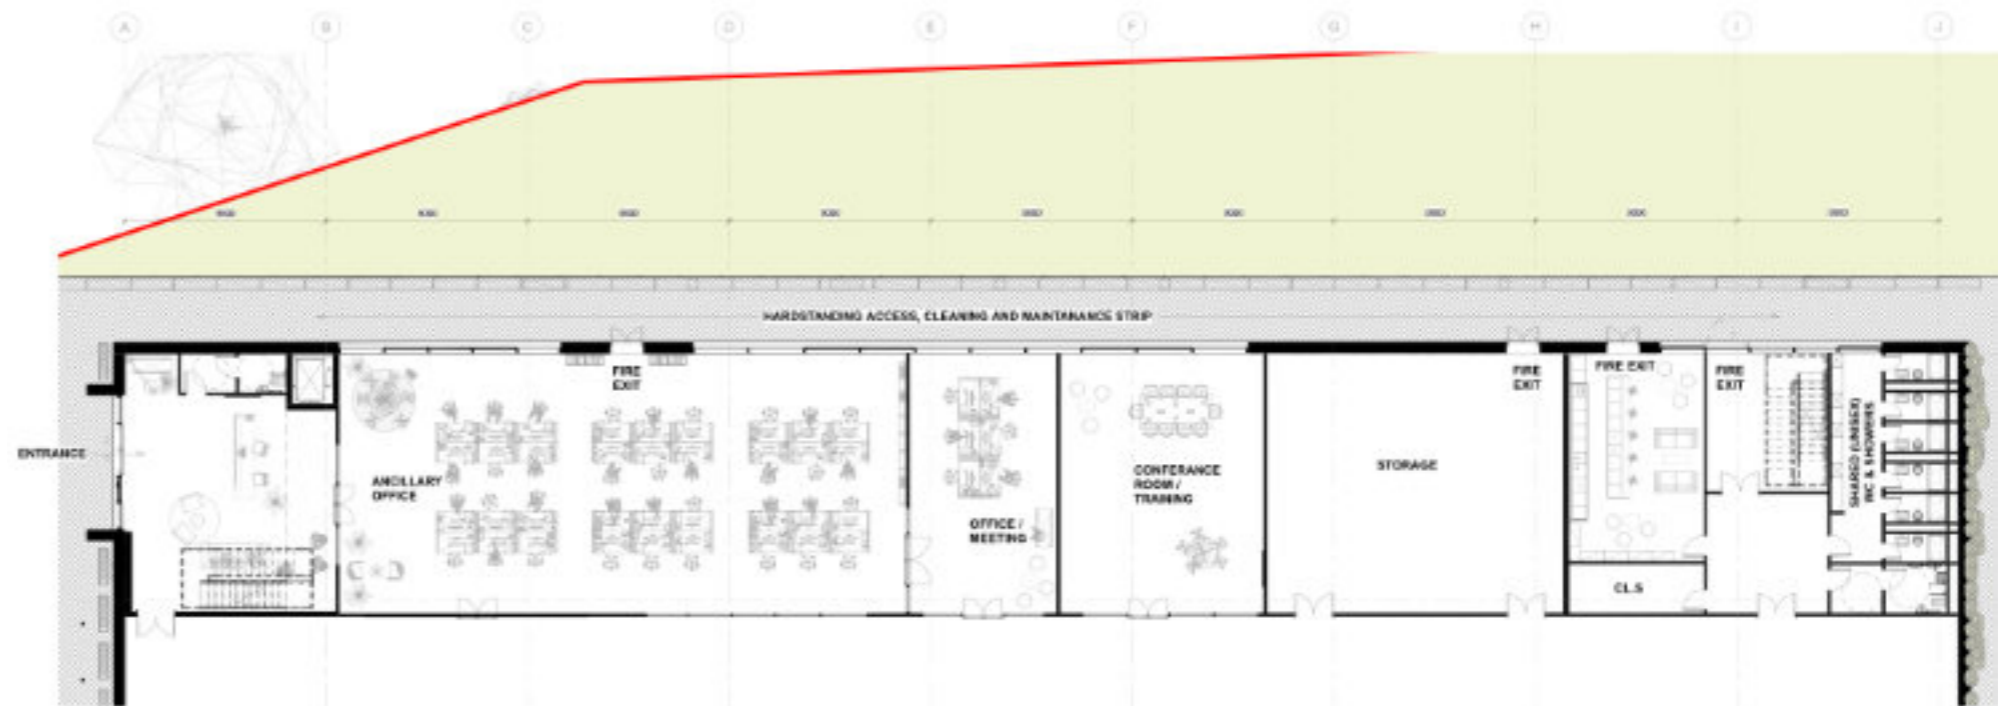 A B C D E F G H I J
HARDSTANDING ACCESS, CLEANING AND MAINTANANCE STRIP
FIRE
EXIT
FIRE
EXIT
FIRE EXIT
FIRE
EXIT
ENTRANCE
ANCILLARY
OFFICE
OFFICE /
MEETING
CONFERANCE
ROOM /
TRAINING
STORAGE
SHARED (UNISEX)
WC & SHOWERS
CL.S